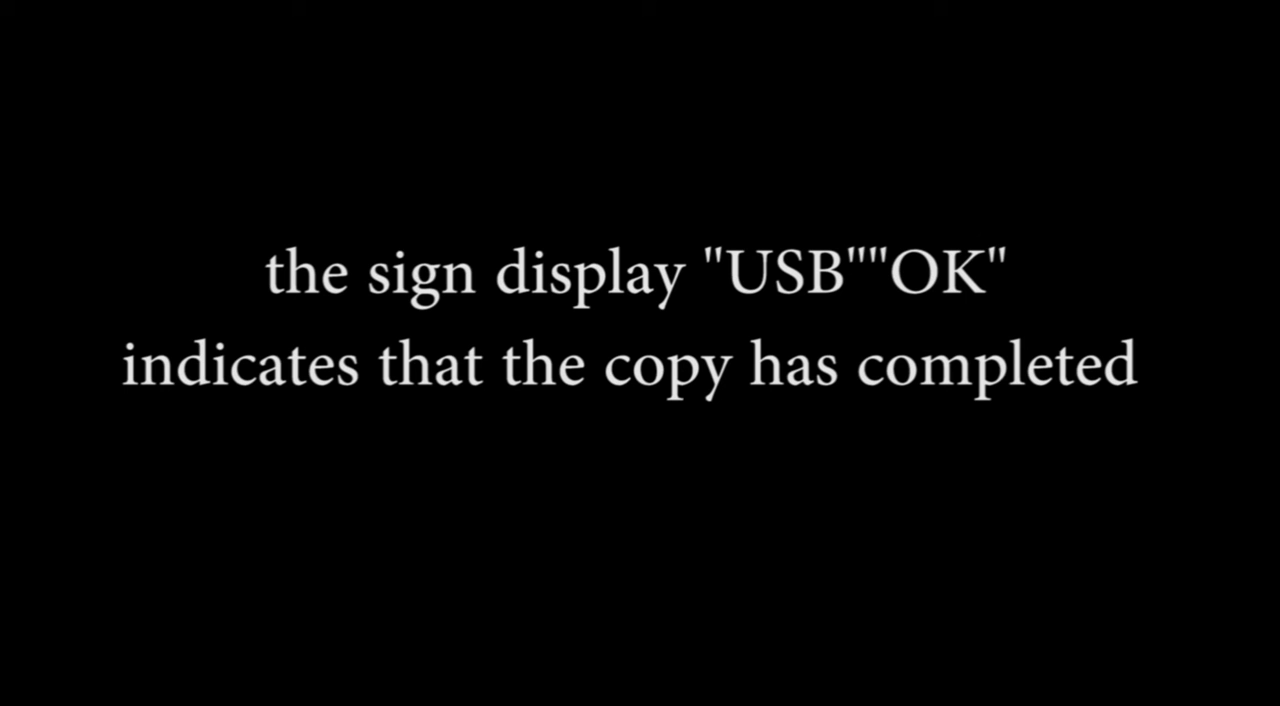 the sign display "USB""OK"
indicates that the copy has completed